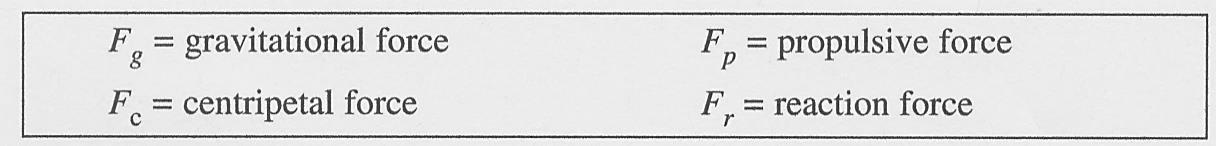 F_g = gravitational force F_p = propulsive force
F_c = centripetal force F_r = reaction force